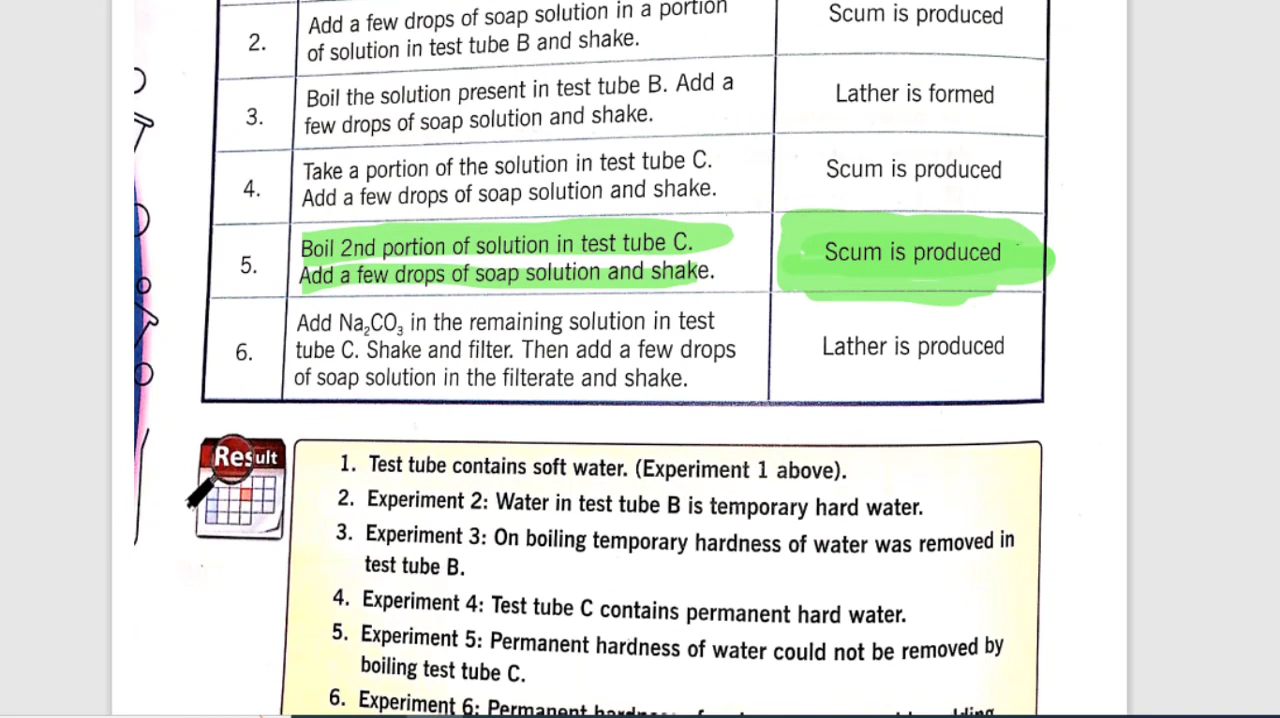 2.
Add a few drops of soap solution in a portion
of solution in test tube B and shake.
Scum is produced
3.
Boil the solution present in test tube B. Add a
few drops of soap solution and shake.
Lather is formed
4.
Take a portion of the solution in test tube C.
Add a few drops of soap solution and shake.
Scum is produced
5.
Boil 2nd portion of solution in test tube C.
Add a few drops of soap solution and shake.
Scum is produced
6.
Add Na₂CO₃ in the remaining solution in test
tube C. Shake and filter. Then add a few drops
of soap solution in the filterate and shake.
Lather is produced
Result
1. Test tube contains soft water. (Experiment 1 above).
2. Experiment 2: Water in test tube B is temporary hard water.
3. Experiment 3: On boiling temporary hardness of water was removed in
test tube B.
4. Experiment 4: Test tube C contains permanent hard water.
5. Experiment 5: Permanent hardness of water could not be removed by
boiling test tube C.
6. Experiment 6: Permanent